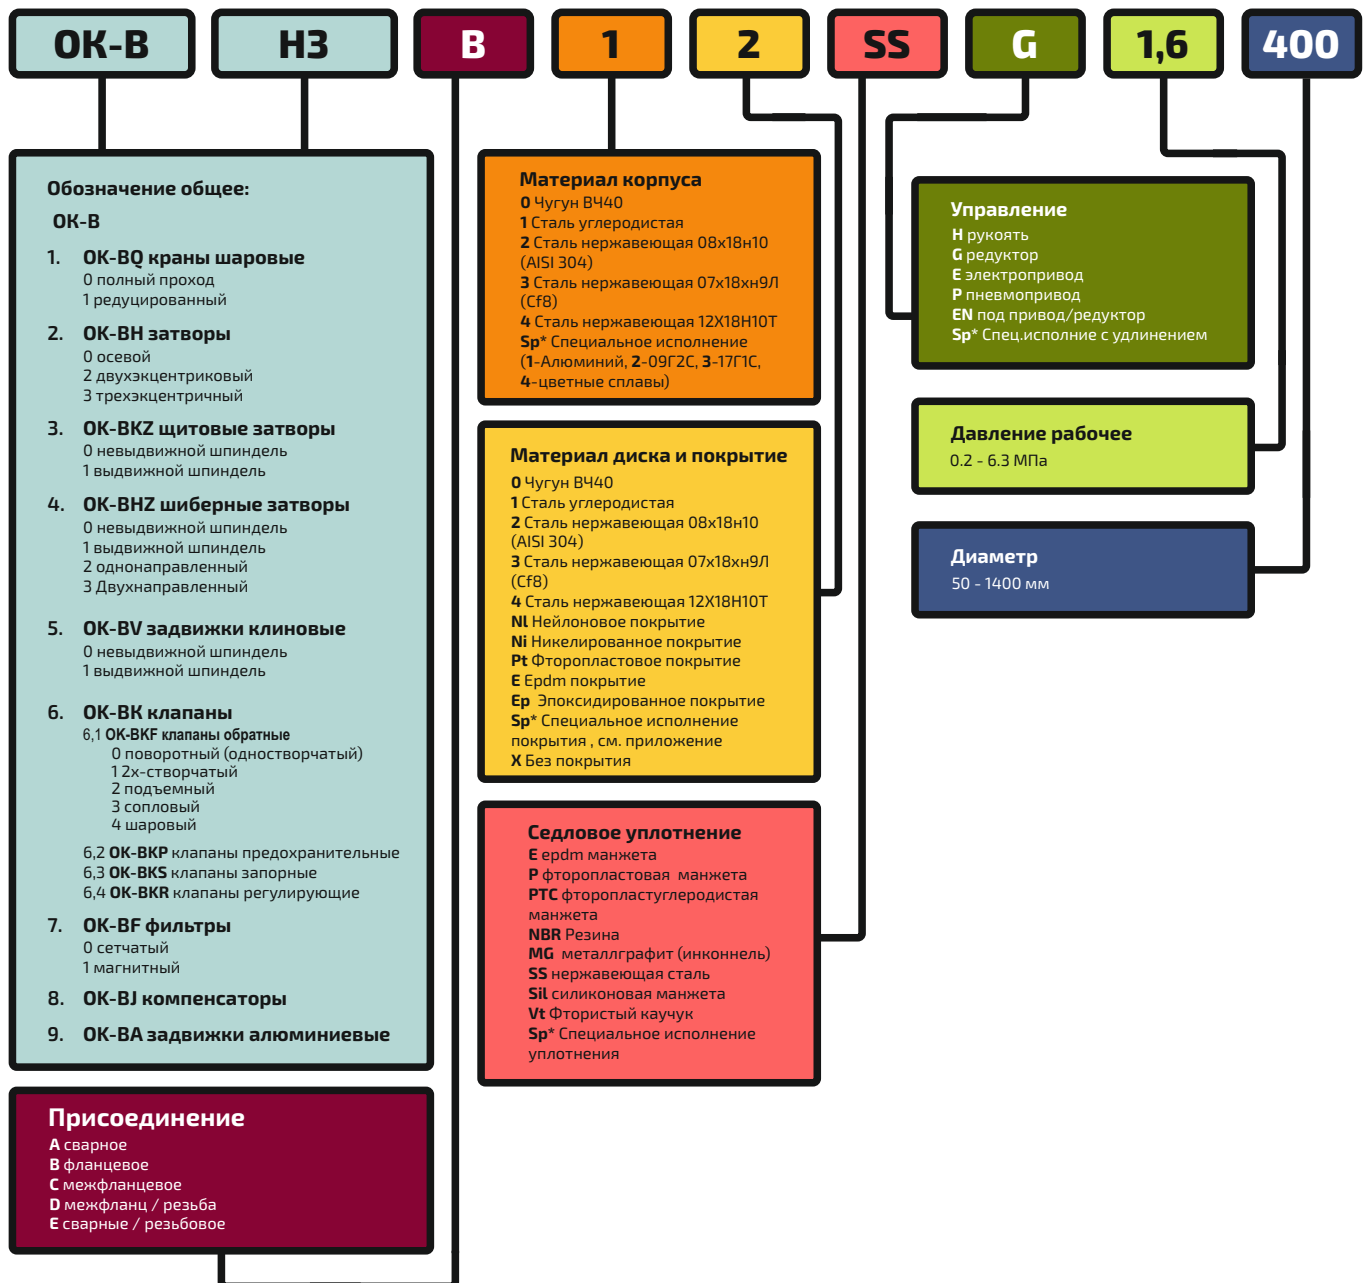 ОК-В НЗ В 1 2 SS G 1,6 400
Обозначение общее:
ОК-В
1. ОК-BQ краны шаровые
0 полный проход
1 редуцированный
2. ОК-ВН затворы
0 осевой
2 двухэкцентриковый
3 трехэкцентричный
3. ОК-BKZ щитовые затворы
0 невыдвижной шпиндель
1 выдвижной шпиндель
4. ОК-BHZ шиберные затворы
0 невыдвижной шпиндель
1 выдвижной шпиндель
2 однонаправленный
3 Двухнаправленный
5. ОК-BV задвижки клиновые
0 невыдвижной шпиндель
1 выдвижной шпиндель
6. ОК-ВК клапаны
6,1 OK-BKF клапаны обратные
0 поворотный (одностворчатый)
1 2х-створчатый
2 подъемный
3 сопловый
4 шаровый
6,2 OK-BKP клапаны предохранительные
6,3 OK-BKS клапаны запорные
6,4 OK-BKR клапаны регулирующие
7. OK-BF фильтры
0 сетчатый
1 магнитный
8. OK-BJ компенсаторы
9. OK-BA задвижки алюминиевые
Присоединение
A сварное
B фланцевое
C межфланцевое
D межфланц / резьба
E сварные / резьбовое
Материал корпуса
0 Чугун ВЧ40
1 Сталь углеродистая
2 Сталь нержавеющая 08х18н10
(AISI 304)
3 Сталь нержавеющая 07х18хн9Л
(Cf8)
4 Сталь нержавеющая 12Х18Н10Т
Sp* Специальное исполнение
(1-Алюминий, 2-09Г2С, 3-17Г1С,
4-цветные сплавы)
Материал диска и покрытие
0 Чугун ВЧ40
1 Сталь углеродистая
2 Сталь нержавеющая 08х18н10
(AISI 304)
3 Сталь нержавеющая 07х18хн9Л
(Cf8)
4 Сталь нержавеющая 12Х18Н10Т
Nl Нейлоновое покрытие
Ni Никелированное покрытие
Pt Фторопластовое покрытие
E Epdm покрытие
Ep Эпоксидированное покрытие
Sp* Специальное исполнение
покрытия , см. приложение
X Без покрытия
Седловое уплотнение
E epdm манжета
P фторопластовая манжета
PTC фторопластуглеродистая
манжета
NBR Резина
MG металлграфит (инконнель)
SS нержавеющая сталь
Sil силиконовая манжета
Vt Фтористый каучук
Sp* Специальное исполнение
уплотнения
Управление
H рукоять
G редуктор
E электропривод
P пневмопривод
EN под привод/редуктор
Sp* Спец.исполние с удлинением
Давление рабочее
0.2 - 6.3 МПа
Диаметр
50 - 1400 мм